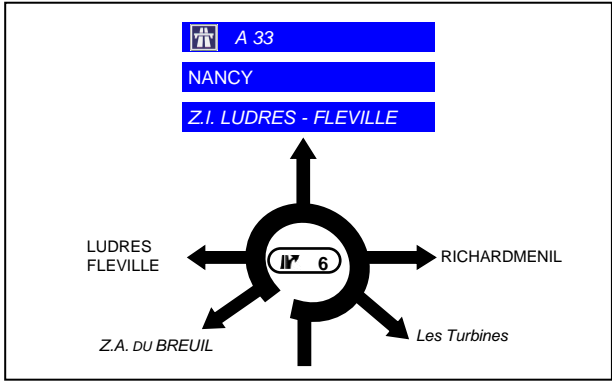 A 33
NANCY
Z.I. LUDRES - FLEVILLE
LUDRES
FLEVILLE
6
RICHARDMENIL
Z.A. DU BREUIL
Les Turbines